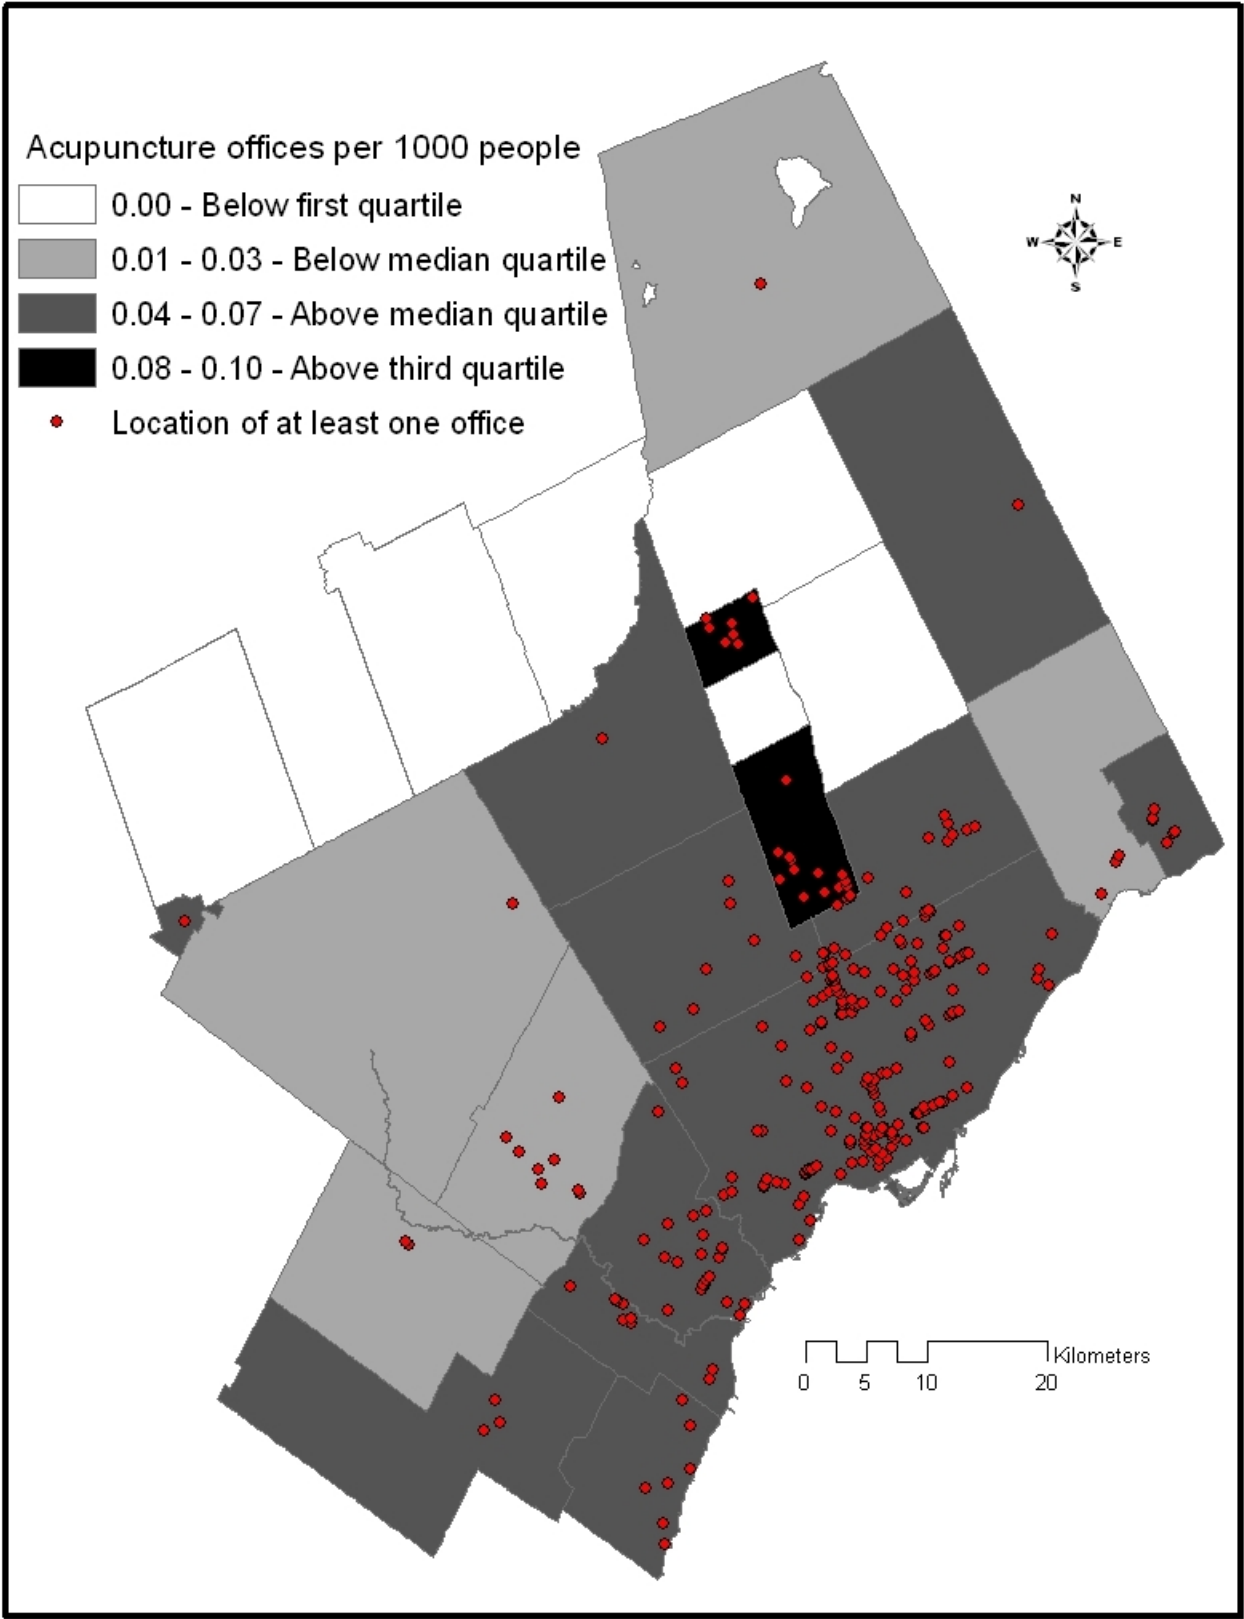 Acupuncture offices per 1000 people
0.00 - Below first quartile
0.01 - 0.03 - Below median quartile
0.04 - 0.07 - Above median quartile
0.08 - 0.10 - Above third quartile
Location of at least one office
N
W E
S
Kilometers
0 5 10 20